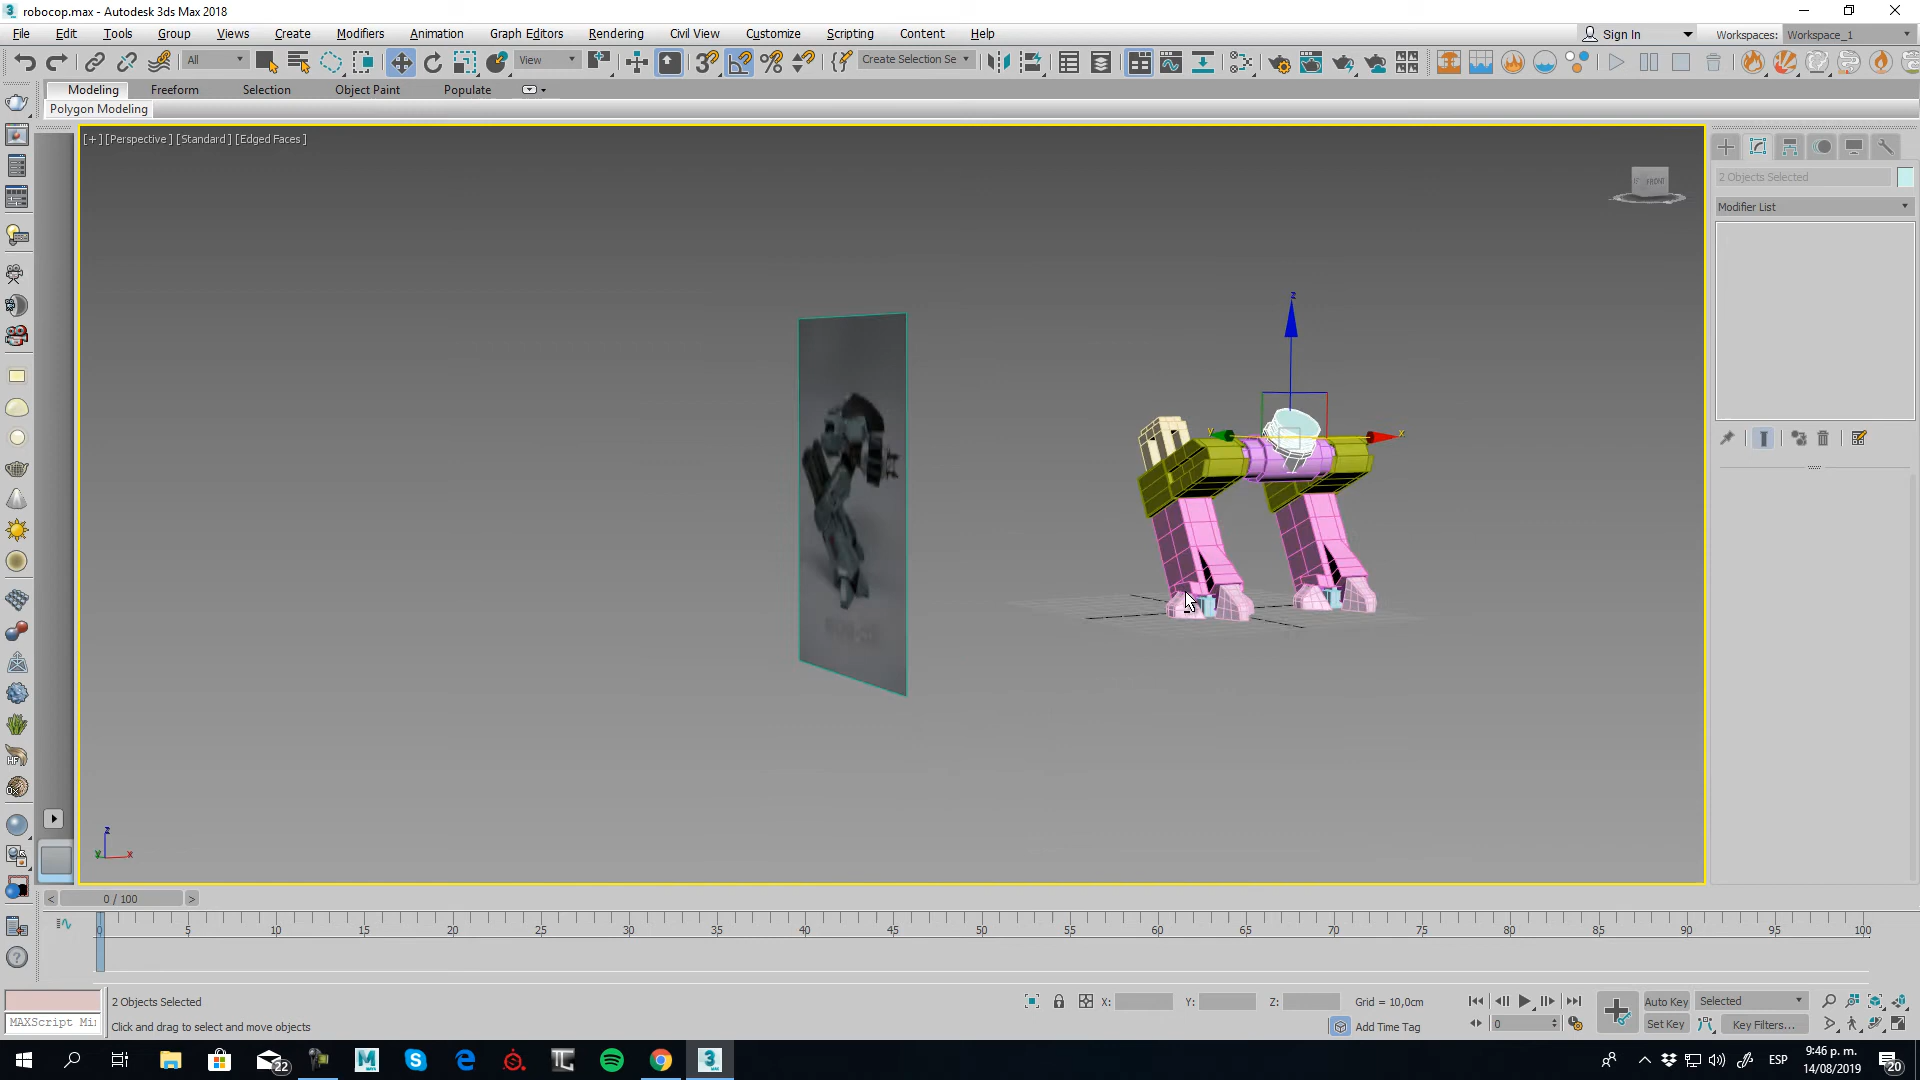 robocop.max - Autodesk 3ds Max 2018
File Edit Tools Group Views Create Modifiers Animation Graph Editors Rendering Civil View Customize Scripting Content Help
Sign In Workspaces: Workspace_1
All View Create Selection Se
Modeling Freeform Selection Object Paint Populate
Polygon Modeling
[+] [Perspective] [Standard] [Edged Faces]
FRONT
2 Objects Selected
Modifier List
z
y x
z
y x
< 0 / 100 >
0 5 10 15 20 25 30 35 40 45 50 55 60 65 70 75 80 85 90 95 100
2 Objects Selected X: Y: Z: Grid = 10,0cm Auto Key Selected
MAXScript Mi Click and drag to select and move objects Add Time Tag 0 Set Key Key Filters...
22 ESP 9:46 p. m.
14/08/2019 20